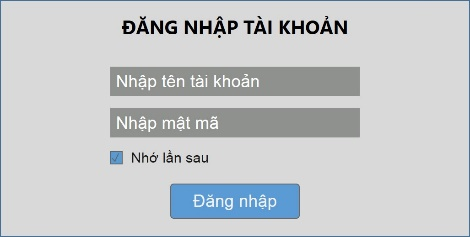 ĐĂNG NHẬP TÀI KHOẢN
Nhập tên tài khoản
Nhập mật mã
Nhớ lần sau
Đăng nhập